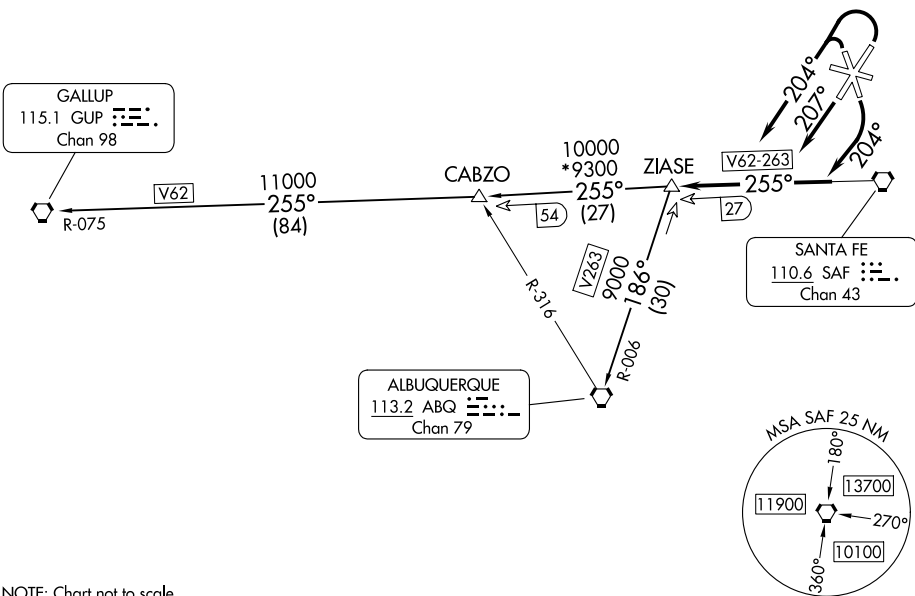 204°
207°
204°
GALLUP
115.1 GUP
Chan 98
V62
11000
255°
(84)
R-075
CABZO
10000
*9300
255°
(27)
54
ZIASE
V62-263
255°
27
SANTA FE
110.6 SAF
Chan 43
V263
9000
186°
(30)
R-316
R-006
ALBUQUERQUE
113.2 ABQ
Chan 79
MSA SAF 25 NM
180°
13700
11900
270°
10100
360°
NOTE: Chart not to scale